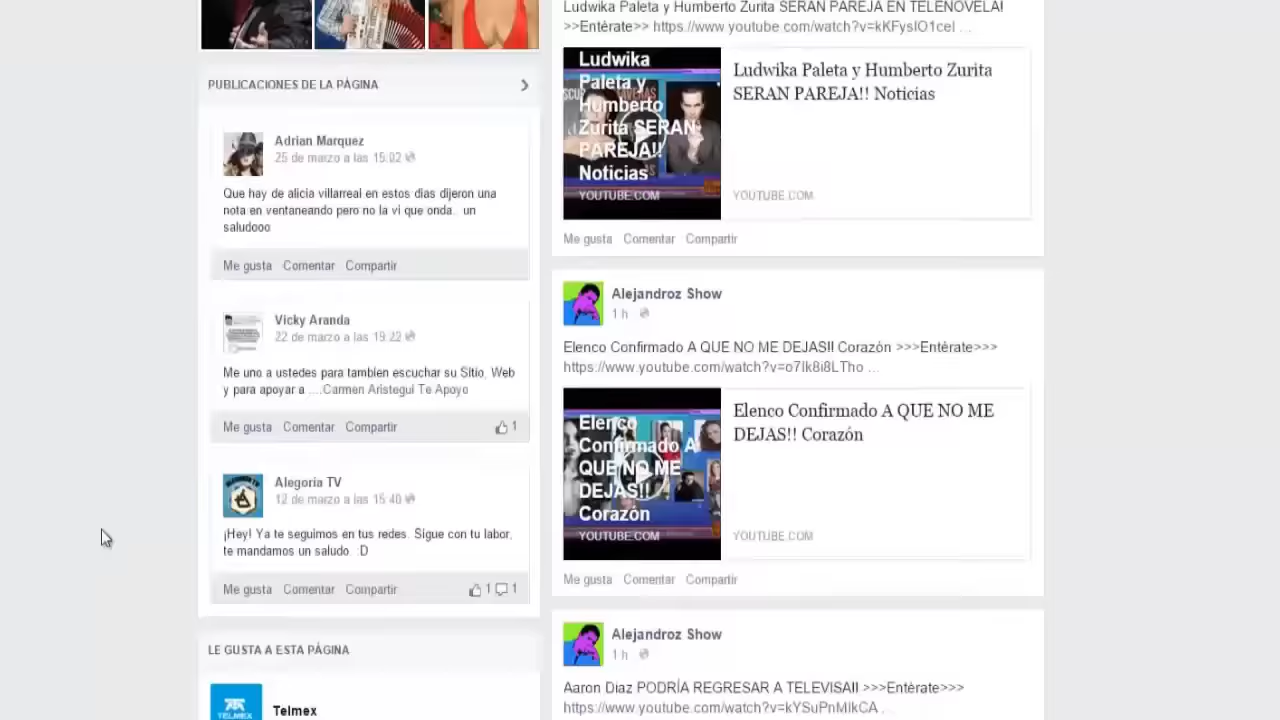 PUBLICACIONES DE LA PÁGINA
Adrian Marquez
25 de marzo a las 15:02
Que hay de alicia villarreal en estos días dijeron una
nota en ventaneando pero no la vi que onda.. un
saludooo
Me gusta Comentar Compartir
Vicky Aranda
22 de marzo a las 19:22
Me uno a ustedes para tambien escuchar su Sitio, Web
y para apoyar a ....Carmen Aristegui Te Apoyo
Me gusta Comentar Compartir 1
Alegoria TV
12 de marzo a las 15:40
¡Hey! Ya te seguimos en tus redes. Sigue con tu labor,
te mandamos un saludo. :D
Me gusta Comentar Compartir 1 1
LE GUSTA A ESTA PÁGINA
TELMEX
Telmex
Ludwika Paleta y Humberto Zurita SERAN PAREJA EN TELENOVELA!
>>Entérate>> https://www.youtube.com/watch?v=kKFysIO1ceI ...
Ludwika
Paleta y
Humberto
Zurita SERAN
PAREJA!!
Noticias
YOUTUBE.COM
Ludwika Paleta y Humberto Zurita
SERAN PAREJA!! Noticias
YOUTUBE.COM
Me gusta Comentar Compartir
Alejandroz Show
1 h
Elenco Confirmado A QUE NO ME DEJAS!! Corazón >>>Entérate>>>
https://www.youtube.com/watch?v=o7Ik8i8LTho ...
Elenco
Confirmado A
QUE NO ME
DEJAS!!
Corazón
YOUTUBE.COM
Elenco Confirmado A QUE NO ME
DEJAS!! Corazón
YOUTUBE.COM
Me gusta Comentar Compartir
Alejandroz Show
1 h
Aaron Diaz PODRÍA REGRESAR A TELEVISA!! >>>Entérate>>>
https://www.youtube.com/watch?v=kYSuPnMlkCA ...